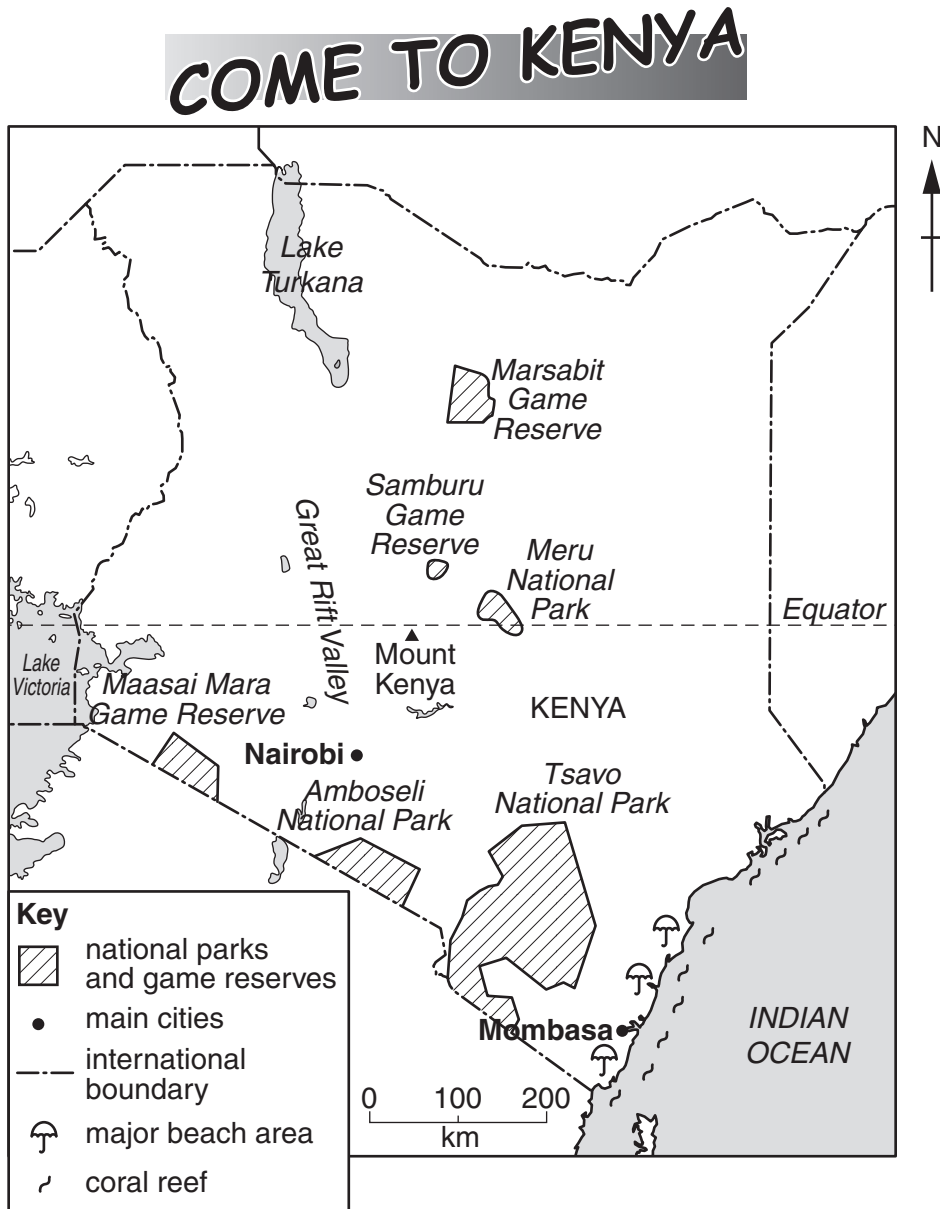 COME TO KENYA
N
Lake
Turkana
Marsabit
Game
Reserve
Samburu
Game
Reserve
Great Rift Valley
Meru
National
Park
Equator
Lake
Victoria
Mount
Kenya
Maasai Mara
Game Reserve
KENYA
Nairobi
Amboseli
National Park
Tsavo
National Park
Mombasa
INDIAN
OCEAN
0 100 200
km
Key
national parks
and game reserves
main cities
international
boundary
major beach area
coral reef